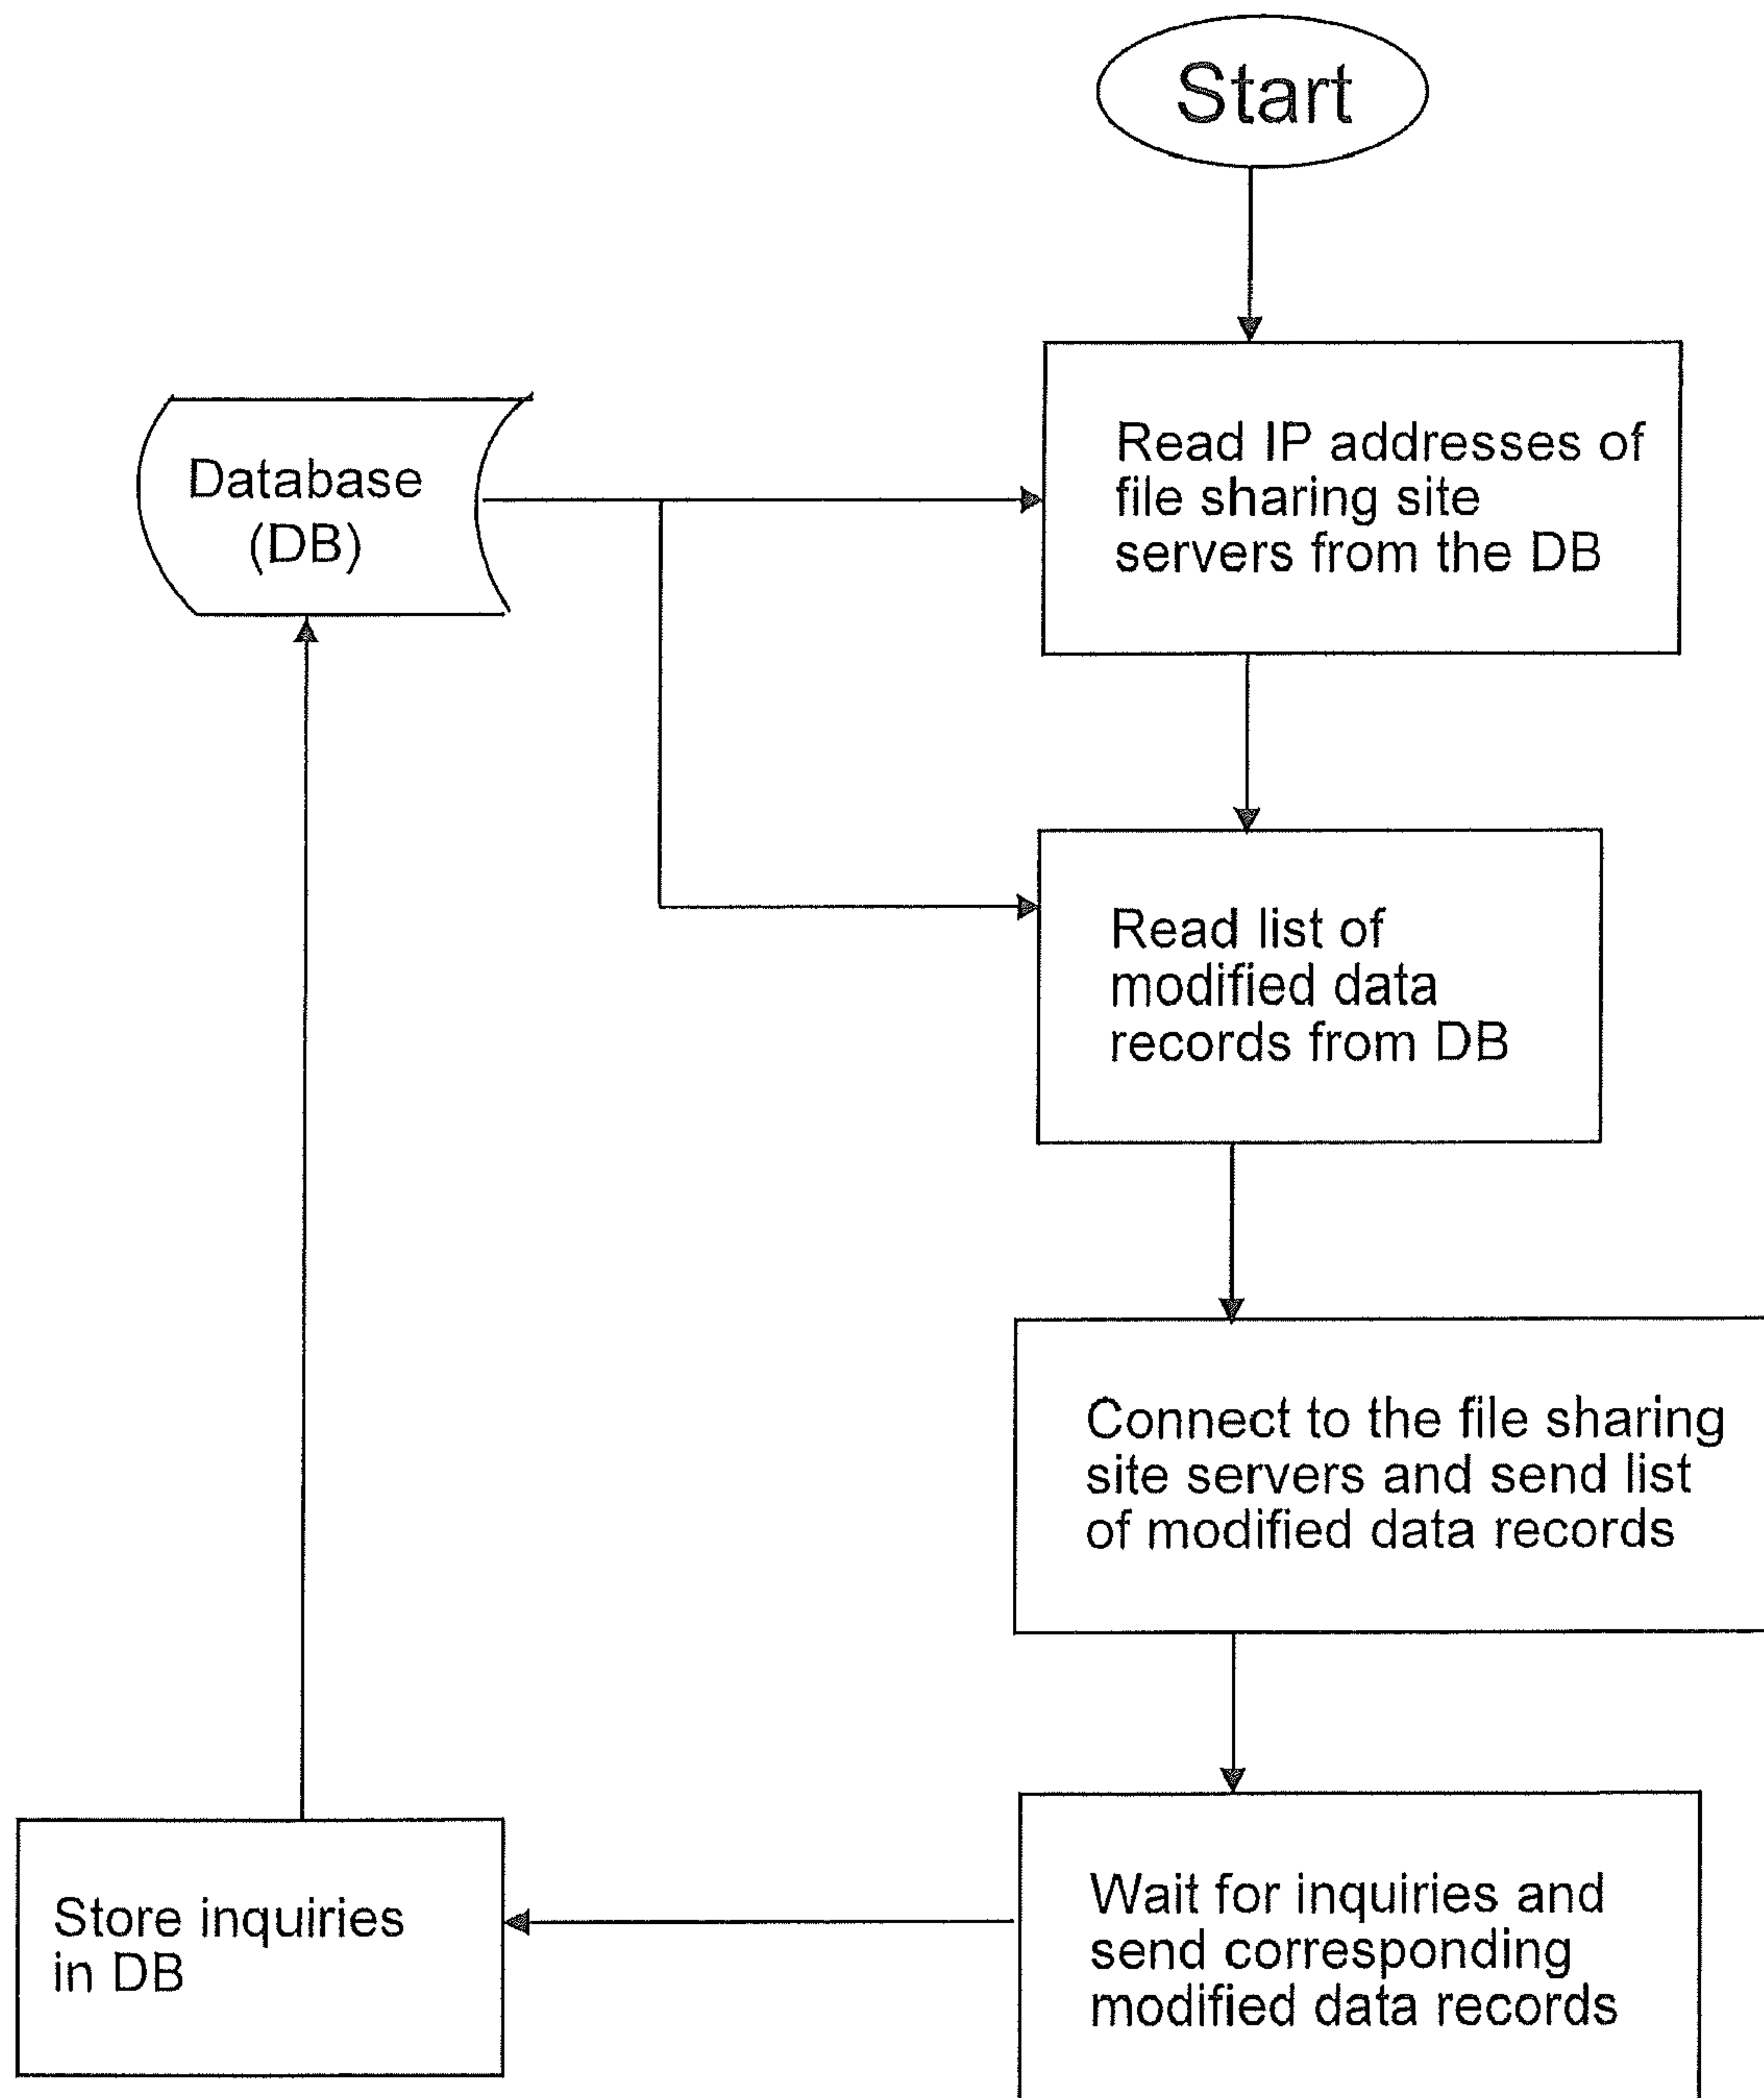 Start
Read IP addresses of
file sharing site
servers from the DB
Database
(DB)
Read list of
modified data
records from DB
Connect to the file sharing
site servers and send list
of modified data records
Wait for inquiries and
send corresponding
modified data records
Store inquiries
in DB